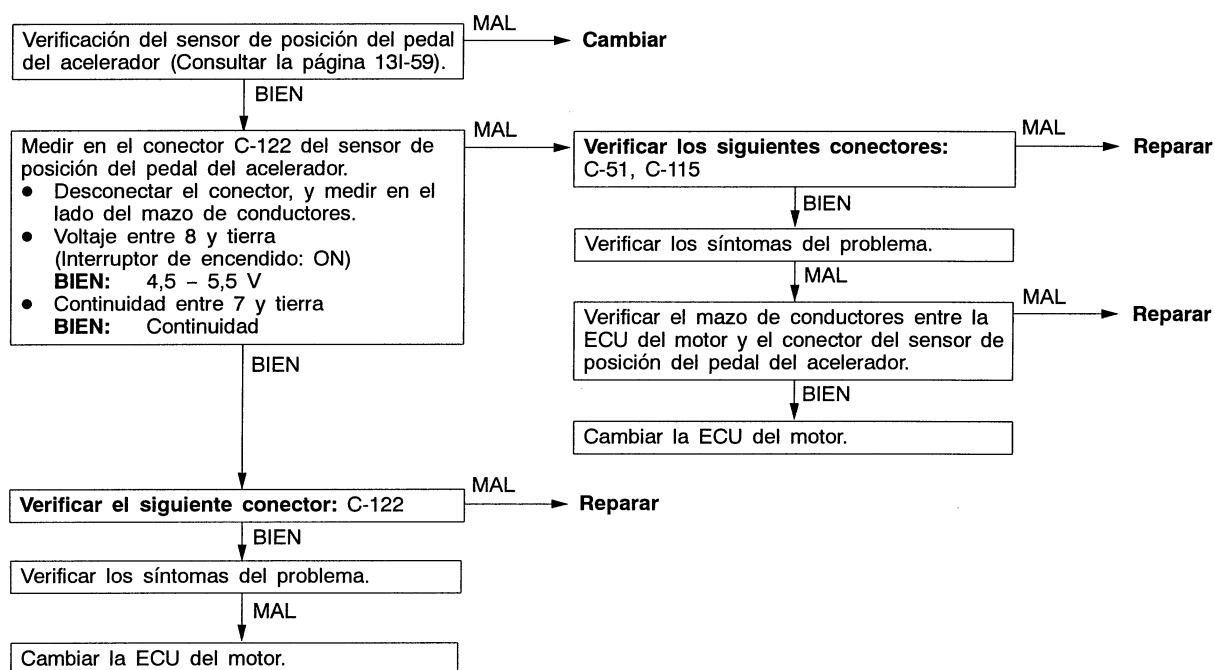 Verificación del sensor de posición del pedal
del acelerador (Consultar la página 13I-59).
MAL
Cambiar
BIEN
Medir en el conector C-122 del sensor de
posición del pedal del acelerador.
● Desconectar el conector, y medir en el
lado del mazo de conductores.
● Voltaje entre 8 y tierra
(Interruptor de encendido: ON)
BIEN: 4,5 – 5,5 V
● Continuidad entre 7 y tierra
BIEN: Continuidad
MAL
Verificar los siguientes conectores:
C-51, C-115
MAL
Reparar
BIEN
Verificar los síntomas del problema.
MAL
Verificar el mazo de conductores entre la
ECU del motor y el conector del sensor de
posición del pedal del acelerador.
MAL
Reparar
BIEN
Cambiar la ECU del motor.
BIEN
Verificar el siguiente conector: C-122
MAL
Reparar
BIEN
Verificar los síntomas del problema.
MAL
Cambiar la ECU del motor.